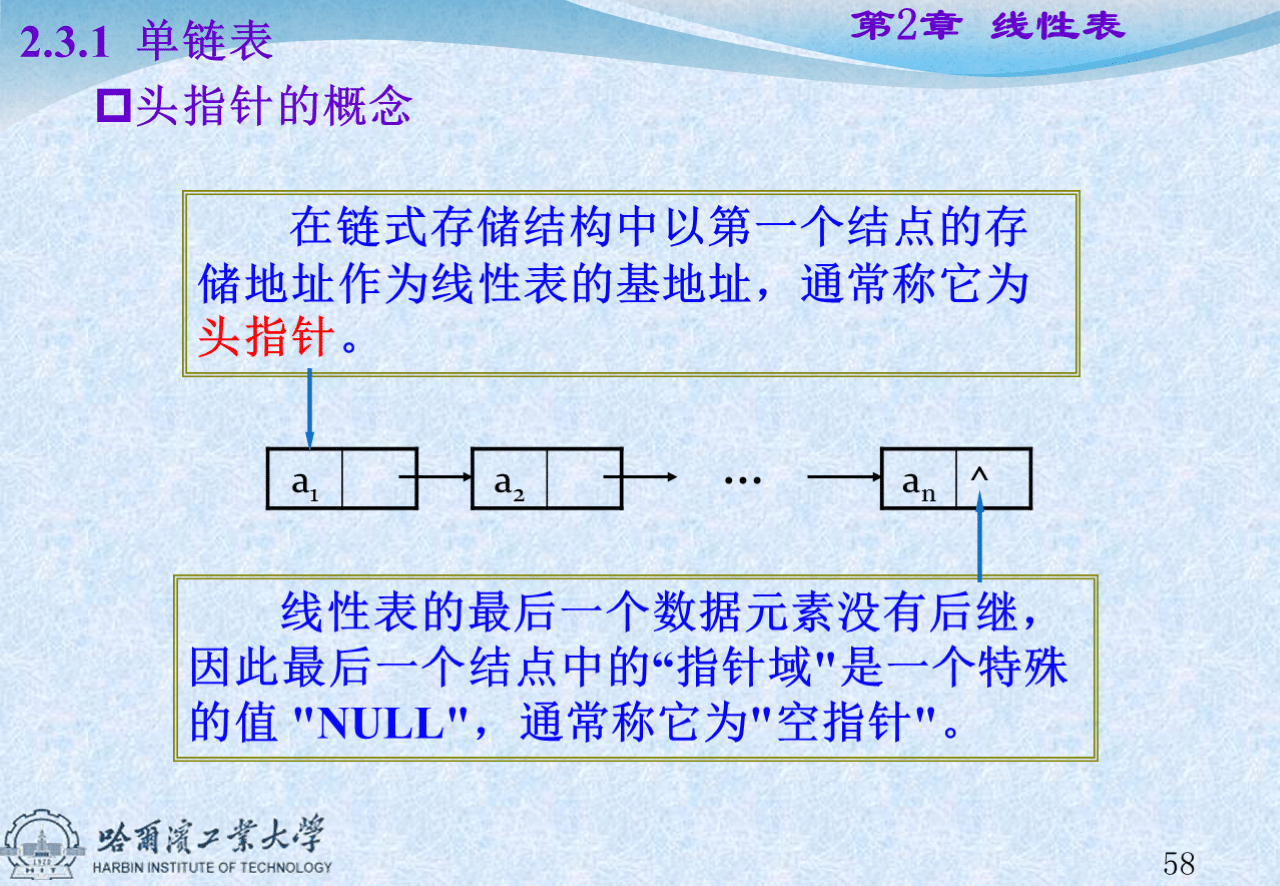 2.3.1 单链表
第2章 线性表
头指针的概念
在链式存储结构中以第一个结点的存
储地址作为线性表的基地址，通常称它为
头指针。
a1 a2 … an ^
线性表的最后一个数据元素没有后继，
因此最后一个结点中的“指针域"是一个特殊
的值 "NULL"，通常称它为"空指针"。
哈爾濱工業大學
HARBIN INSTITUTE OF TECHNOLOGY
1920
HIT
58